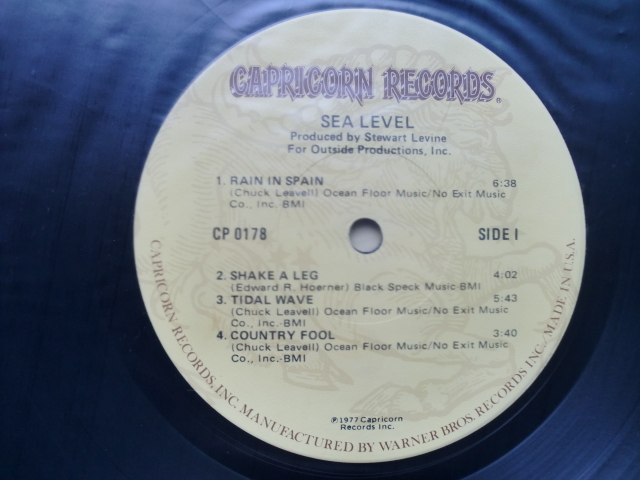 CAPRICORN RECORDS®
SEA LEVEL
Produced by Stewart Levine
For Outside Productions, Inc.
1. RAIN IN SPAIN 6:38
(Chuck Leavell) Ocean Floor Music/No Exit Music
Co., Inc.-BMI
CP 0178 SIDE I
2. SHAKE A LEG 4:02
(Edward R. Hoerner) Black Speck Music-BMI
3. TIDAL WAVE 5:43
(Chuck Leavell) Ocean Floor Music/No Exit Music
Co., Inc.-BMI
4. COUNTRY FOOL 3:40
(Chuck Leavell) Ocean Floor Music/No Exit Music
Co., Inc.-BMI
℗1977 Capricorn
Records Inc.
CAPRICORN RECORDS, INC. MANUFACTURED BY WARNER BROS. RECORDS INC. MADE IN U.S.A.